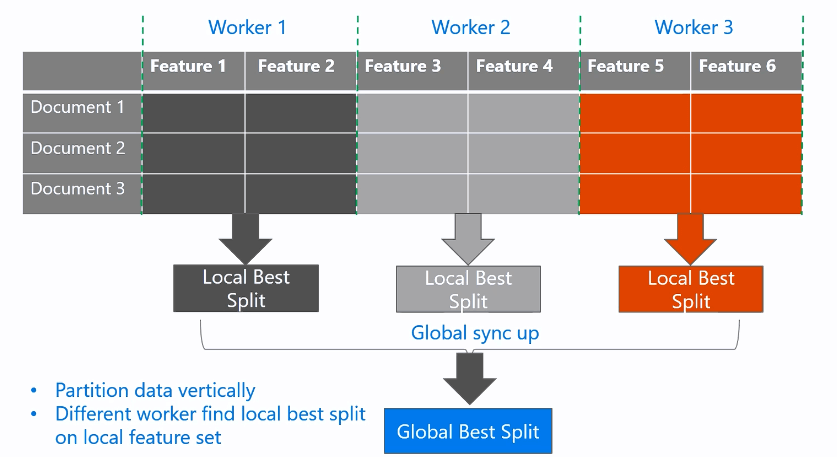 Worker 1 Worker 2 Worker 3
Feature 1 Feature 2 Feature 3 Feature 4 Feature 5 Feature 6
Document 1
Document 2
Document 3
Local Best Split
Local Best Split
Local Best Split
Global sync up
• Partition data vertically
• Different worker find local best split
on local feature set
Global Best Split